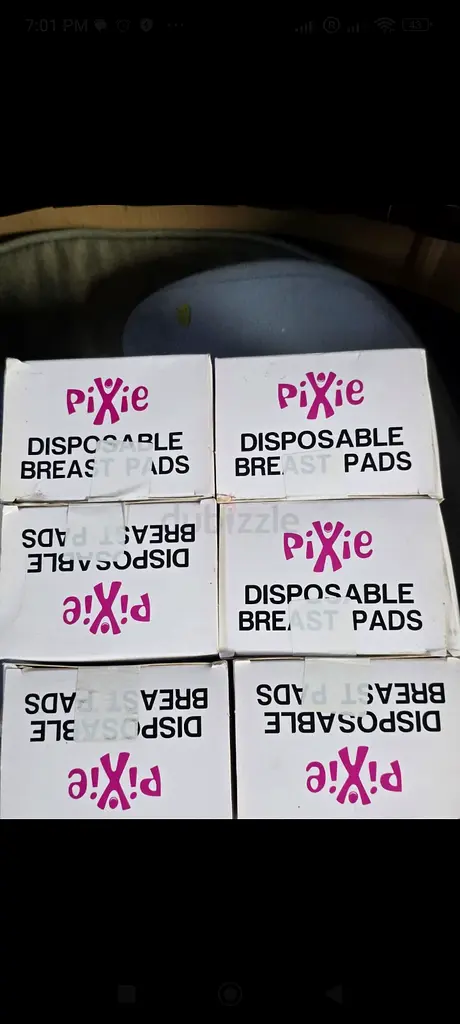 7:01 PM
45
PiXie
DISPOSABLE
BREAST PADS
PiXie
DISPOSABLE
BREAST PADS
PiXie
DISPOSABLE
BREAST PADS
PiXie
DISPOSABLE
BREAST PADS
dubizzle
PiXie
DISPOSABLE
BREAST PADS
PiXie
DISPOSABLE
BREAST PADS